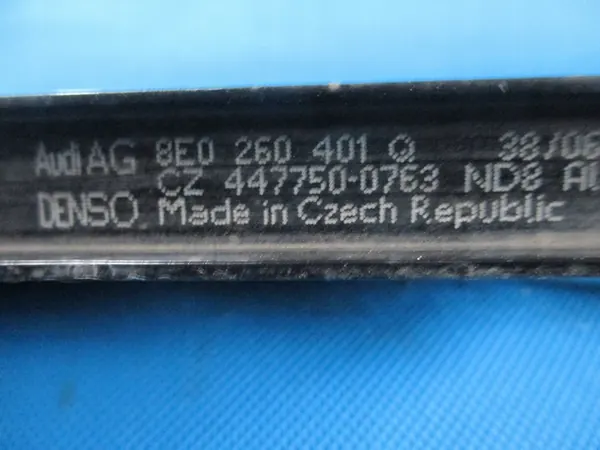 Audi AG 8E0 260 401 Q 38/06
CZ 447750-0763 ND8
DENSO Made in Czech Republic